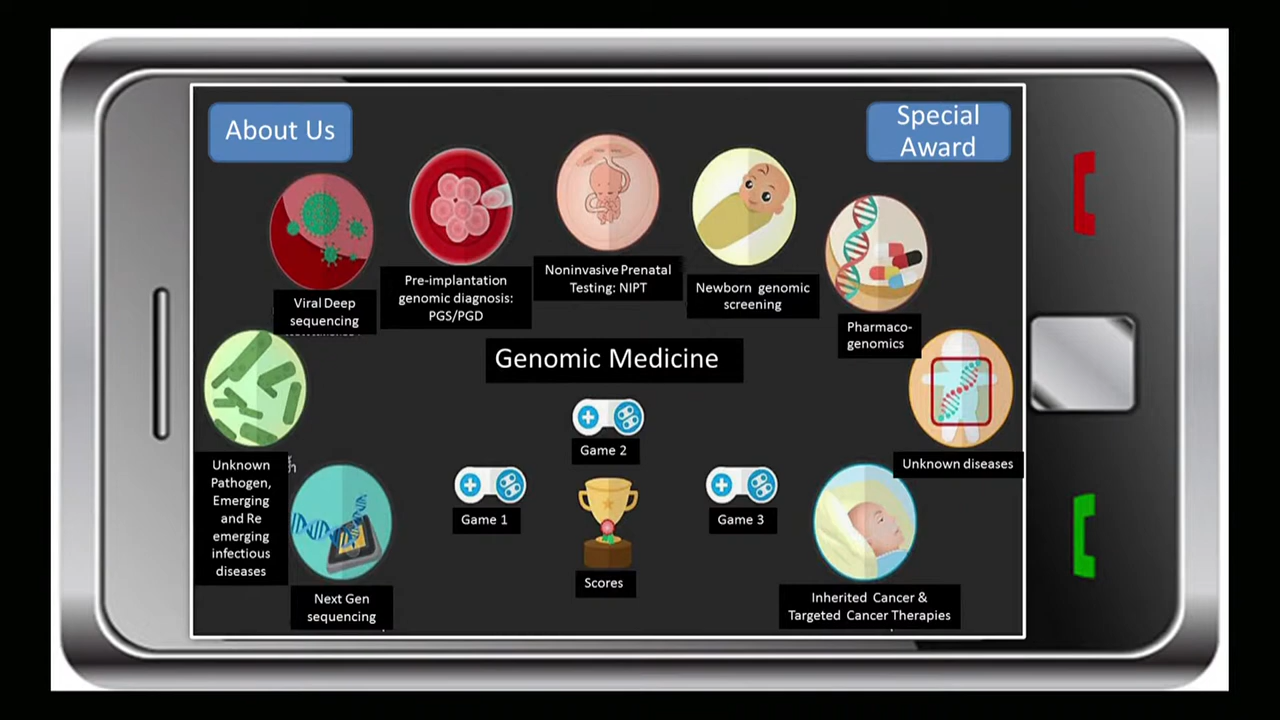 About Us
Special
Award
Viral Deep
sequencing
Pre-implantation
genomic diagnosis:
PGS/PGD
Noninvasive Prenatal
Testing: NIPT
Newborn genomic
screening
Pharmaco-
genomics
Genomic Medicine
Unknown
Pathogen,
Emerging
and Re
emerging
infectious
diseases
Game 2
Unknown diseases
Game 1
Game 3
Scores
Next Gen
sequencing
Inherited Cancer &
Targeted Cancer Therapies